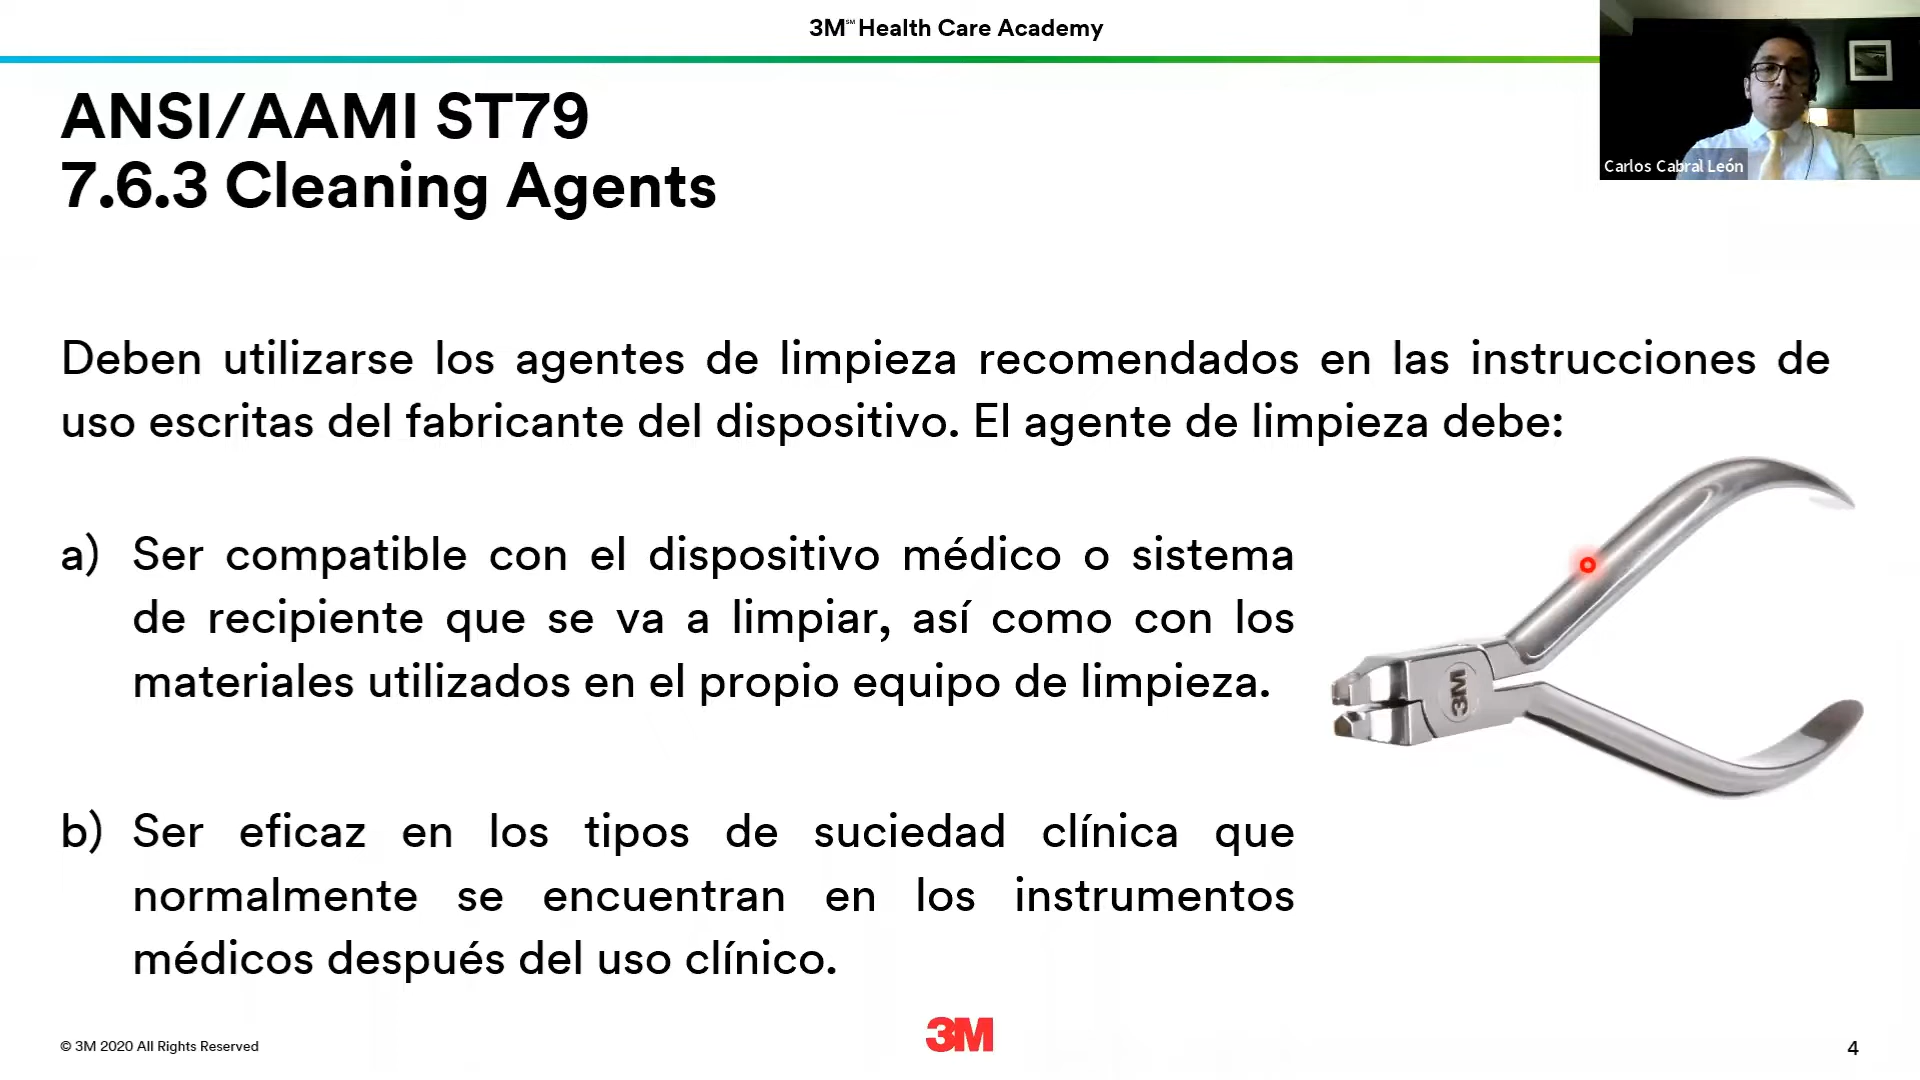 3M℠ Health Care Academy
Carlos Cabral León
ANSI/AAMI ST79
7.6.3 Cleaning Agents
Deben utilizarse los agentes de limpieza recomendados en las instrucciones de
uso escritas del fabricante del dispositivo. El agente de limpieza debe:
a) Ser compatible con el dispositivo médico o sistema
de recipiente que se va a limpiar, así como con los
materiales utilizados en el propio equipo de limpieza.
3M
b) Ser eficaz en los tipos de suciedad clínica que
normalmente se encuentran en los instrumentos
médicos después del uso clínico.
© 3M 2020 All Rights Reserved
3M
4